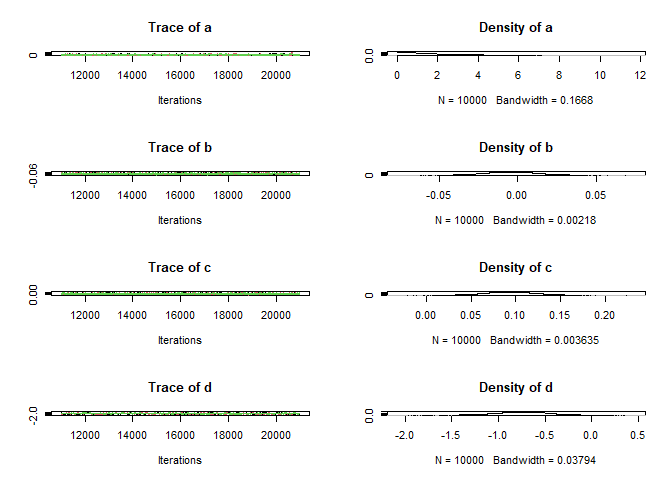 Trace of a
0
12000 14000 16000 18000 20000
Iterations
Density of a
0.0
0 2 4 6 8 10 12
N = 10000 Bandwidth = 0.1668
Trace of b
-0.06
12000 14000 16000 18000 20000
Iterations
Density of b
0
-0.05 0.00 0.05
N = 10000 Bandwidth = 0.00218
Trace of c
0.00
12000 14000 16000 18000 20000
Iterations
Density of c
0
0.00 0.05 0.10 0.15 0.20
N = 10000 Bandwidth = 0.003635
Trace of d
-2.0
12000 14000 16000 18000 20000
Iterations
Density of d
0.0
-2.0 -1.5 -1.0 -0.5 0.0 0.5
N = 10000 Bandwidth = 0.03794